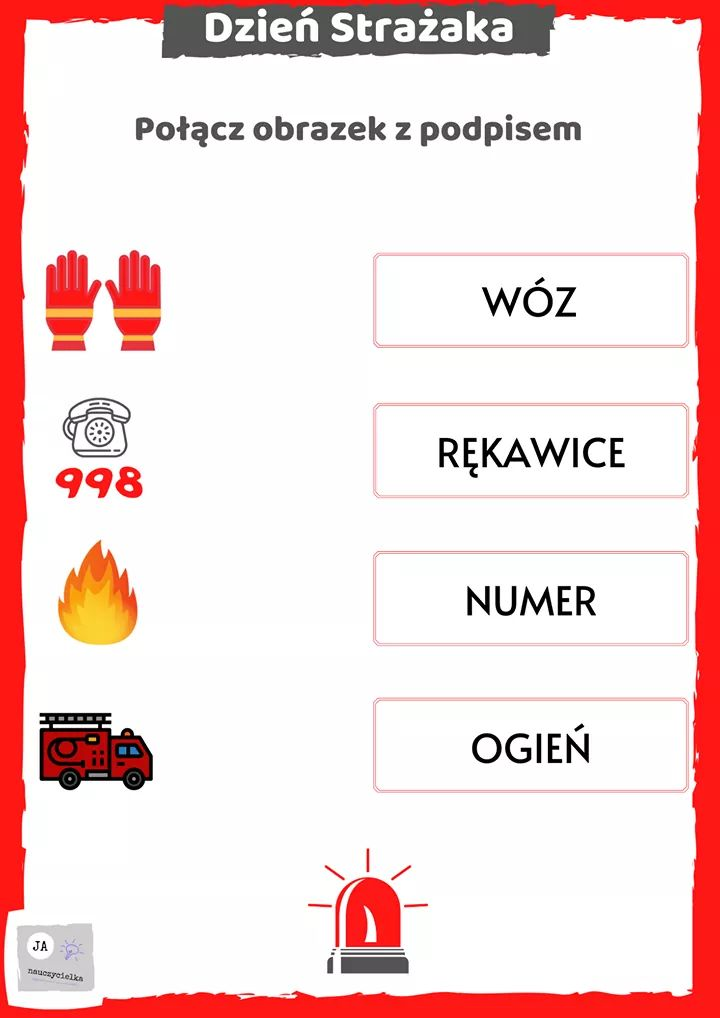 Dzień Strażaka
Połącz obrazek z podpisem
WÓZ
998
RĘKAWICE
NUMER
OGIEŃ
JA
nauczycielka